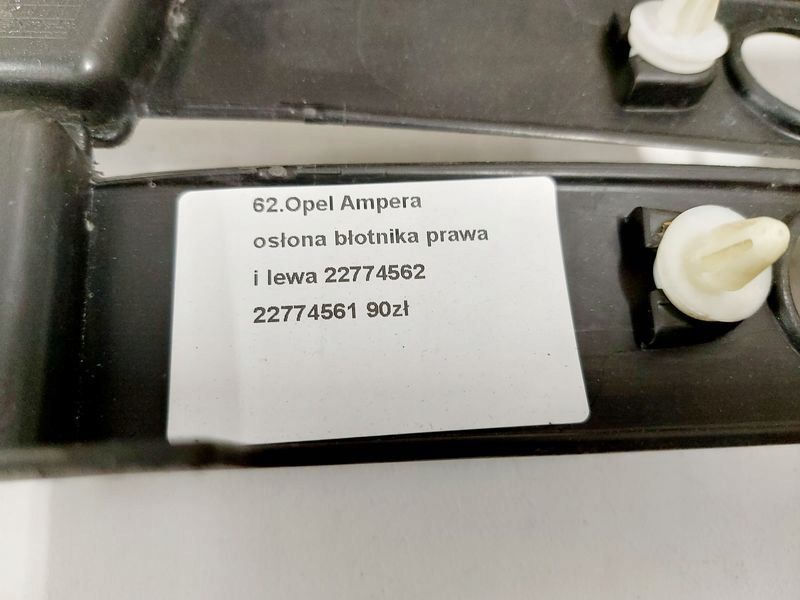 62.Opel Ampera
osłona błotnika prawa
i lewa 22774562
22774561 90zł